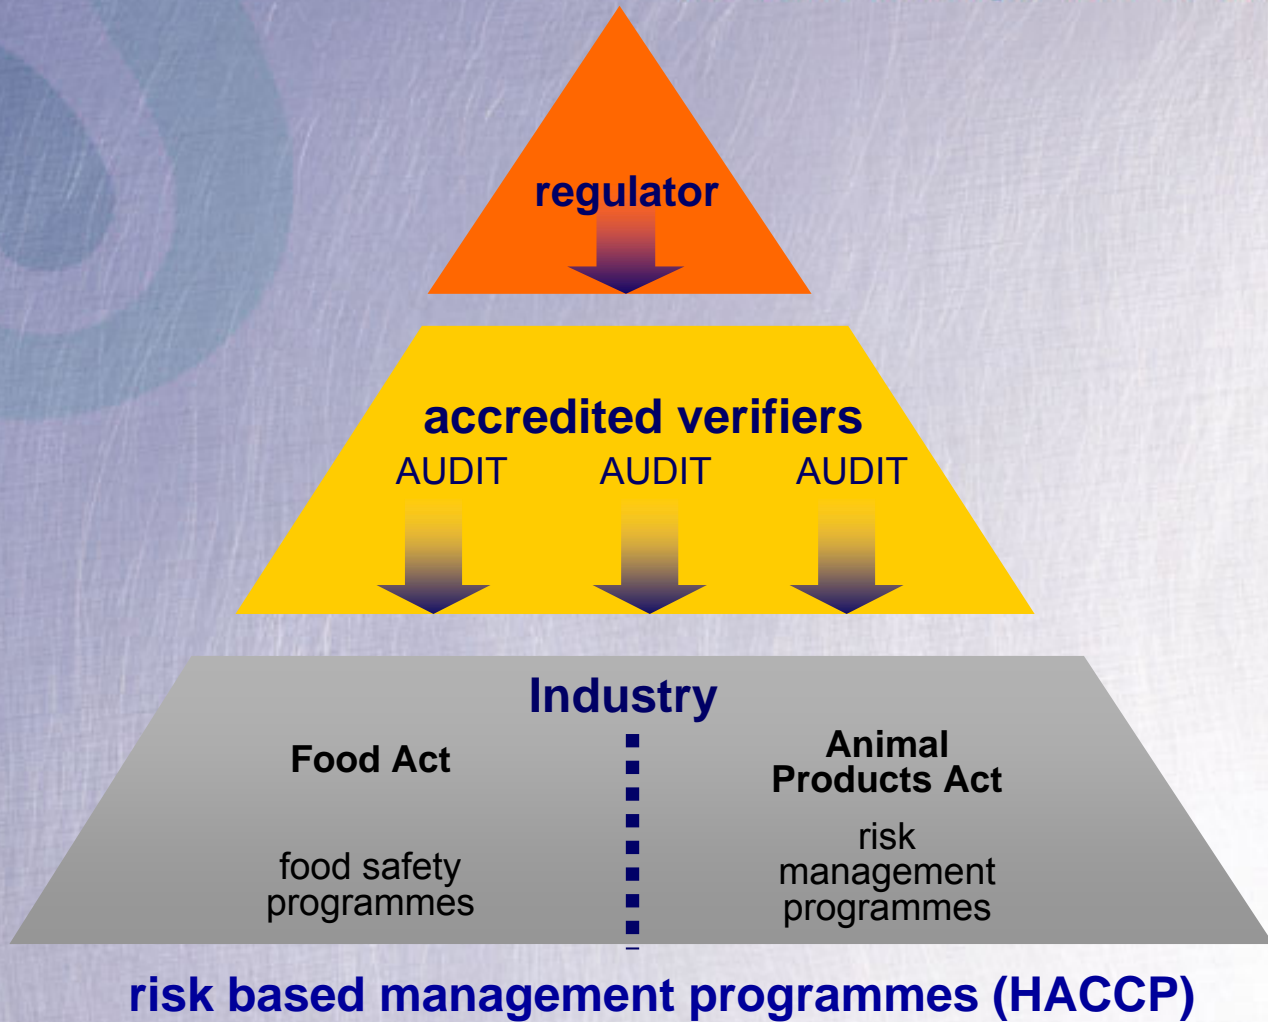 regulator
accredited verifiers
AUDIT AUDIT AUDIT
Industry
Food Act
food safety
programmes
Animal
Products Act
risk
management
programmes
risk based management programmes (HACCP)